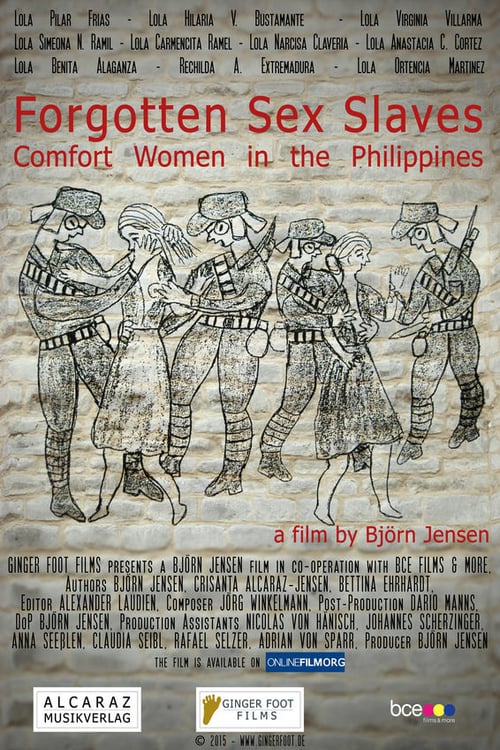 Lola Pilar Frias - Lola Hilaria V. Bustamante - Lola Virginia Villarma
Lola Simeona N. Ramil - Lola Carmencita Ramel - Lola Narcisa Claveria - Lola Anastacia C. Cortez
Lola Benita Alaganza - Rechilda A. Extremadura - Lola Ortencia Martinez
Forgotten Sex Slaves
Comfort Women in the Philippines
a film by Björn Jensen
GINGER FOOT FILMS PRESENTS A BJÖRN JENSEN FILM IN CO-OPERATION WITH BCE FILMS & MORE,
Authors BJÖRN JENSEN, CRISANTA ALCARAZ-JENSEN, BETTINA EHRHARDT,
Editor ALEXANDER LAUDIEN, Composer JÖRG WINKELMANN, Post-Production DARIO MANNS,
DoP BJÖRN JENSEN, Production Assistants NICOLAS VON HÄNISCH, JOHANNES SCHERZINGER,
ANNA SEEßLEN, CLAUDIA SEIBL, RAFAEL SELZER, ADRIAN VON SPARR, Producer BJÖRN JENSEN
THE FILM IS AVAILABLE ON ONLINEFILM.ORG
ALCARAZ
MUSIKVERLAG
GINGER FOOT
FILMS
bce
films & more
© 2015 - WWW.GINGERFOOT.DE